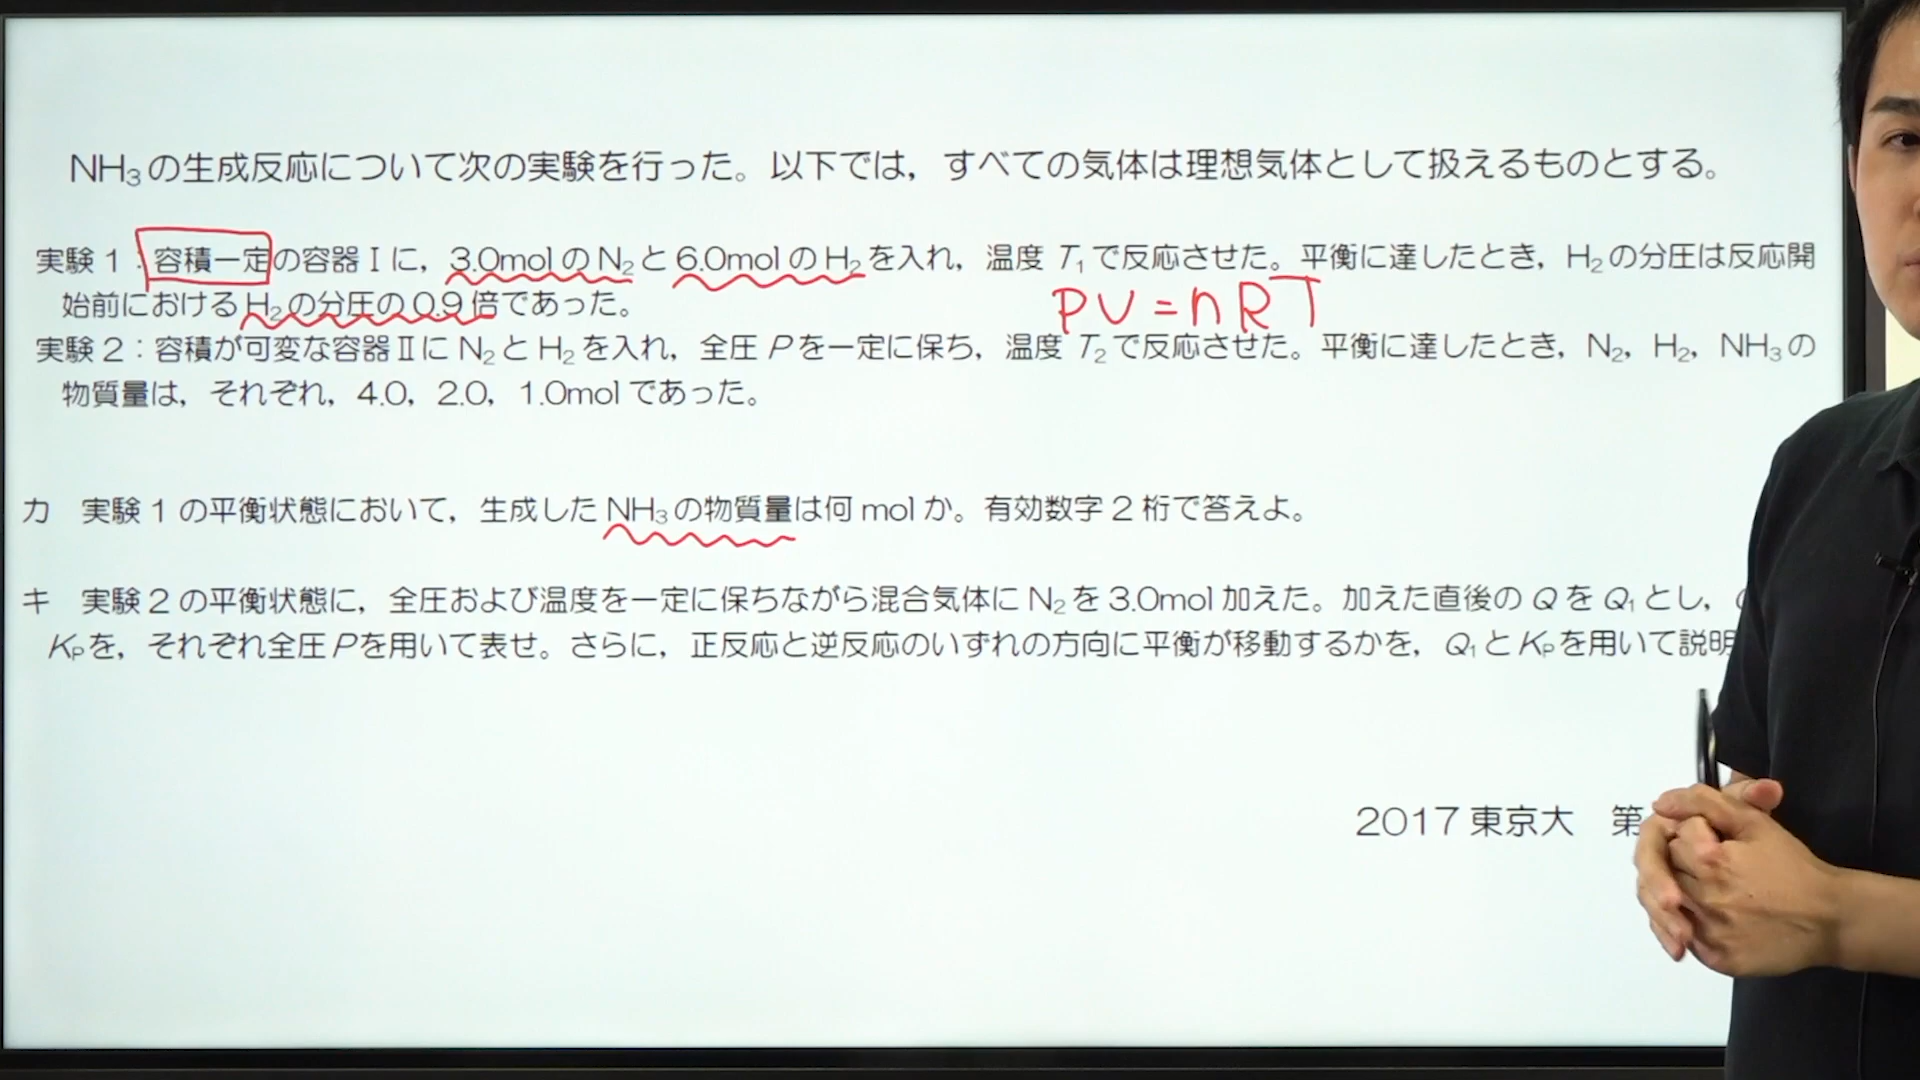 NH₃の生成反応について次の実験を行った。以下では，すべての気体は理想気体として扱えるものとする。
実験1：容積一定の容器Ⅰに，3.0molのN₂と6.0molのH₂を入れ，温度T₁で反応させた。平衡に達したとき，H₂の分圧は反応開
始前におけるH₂の分圧の0.9倍であった。
PV=nRT
実験2：容積が可変な容器ⅡにN₂とH₂を入れ，全圧Pを一定に保ち，温度T₂で反応させた。平衡に達したとき，N₂，H₂，NH₃の
物質量は，それぞれ，4.0，2.0，1.0molであった。
カ　実験1の平衡状態において，生成したNH₃の物質量は何molか。有効数字2桁で答えよ。
キ　実験2の平衡状態に，全圧および温度を一定に保ちながら混合気体にN₂を3.0mol加えた。加えた直後のQをQ₁とし，
Kₚを，それぞれ全圧Pを用いて表せ。さらに，正反応と逆反応のいずれの方向に平衡が移動するかを，Q₁とKₚを用いて説明
2017東京大　第